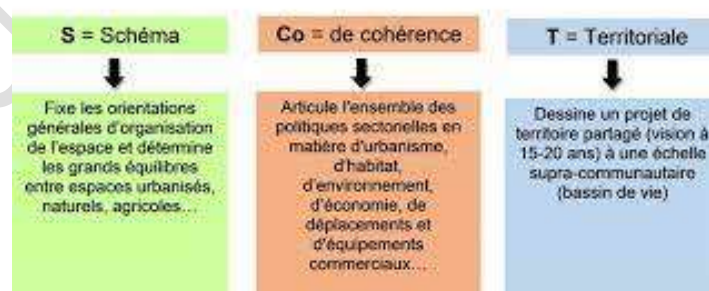 S = Schéma
Co = de cohérence
T = Territoriale
Fixe les orientations
générales d'organisation
de l'espace et détermine
les grands équilibres
entre espaces urbanisés,
naturels, agricoles...
Articule l'ensemble des
politiques sectorielles en
matière d'urbanisme,
d'habitat,
d'environnement,
d'économie, de
déplacements et
d'équipements
commerciaux...
Dessine un projet de
territoire partagé (vision à
15-20 ans) à une échelle
supra-communautaire
(bassin de vie)